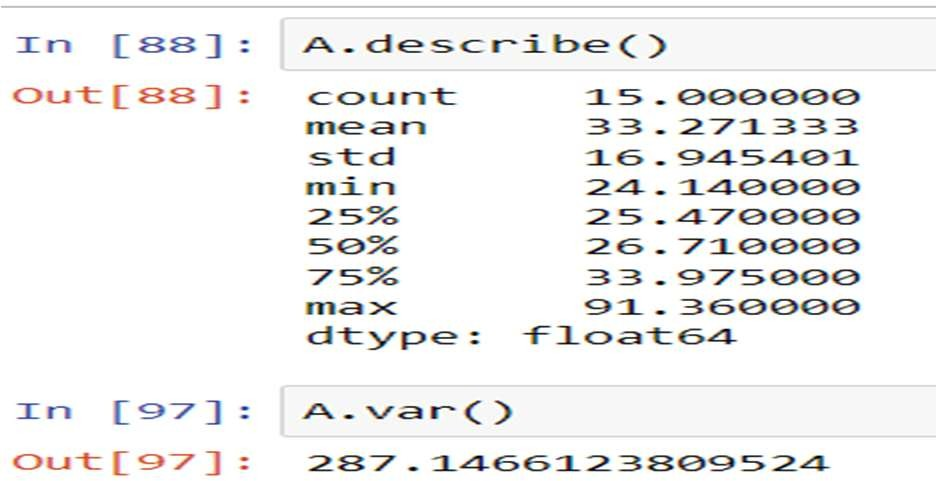 In [88]: A.describe()
Out[88]: count 15.000000
mean 33.271333
std 16.945401
min 24.140000
25% 25.470000
50% 26.710000
75% 33.975000
max 91.360000
dtype: float64
In [97]: A.var()
Out[97]: 287.1466123809524